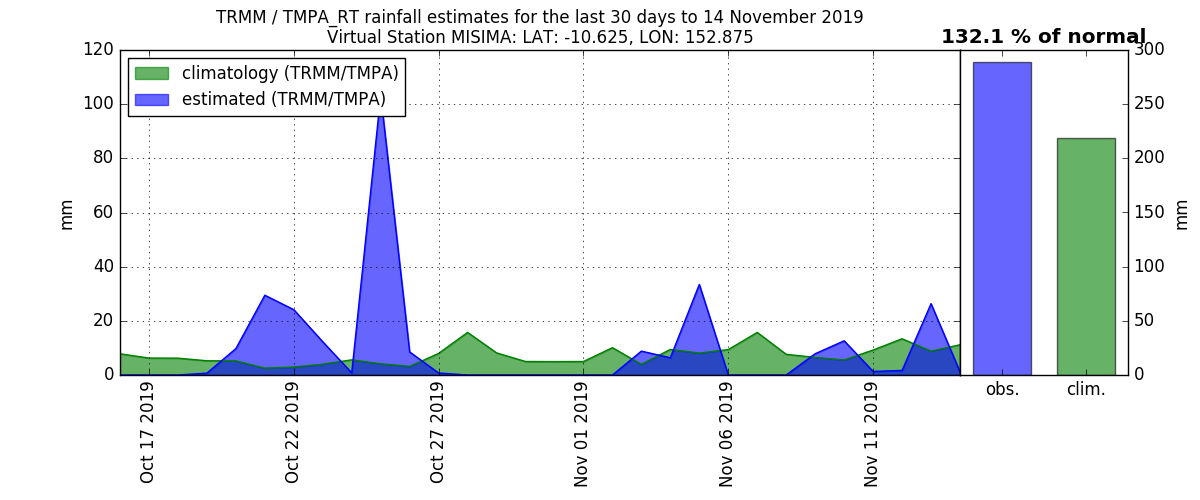 TRMM / TMPA_RT rainfall estimates for the last 30 days to 14 November 2019
Virtual Station MISIMA: LAT: -10.625, LON: 152.875
132.1 % of normal
climatology (TRMM/TMPA)
estimated (TRMM/TMPA)
mm
120
100
80
60
40
20
0
Oct 17 2019
Oct 22 2019
Oct 27 2019
Nov 01 2019
Nov 06 2019
Nov 11 2019
obs.
clim.
300
250
200
150
100
50
0
mm